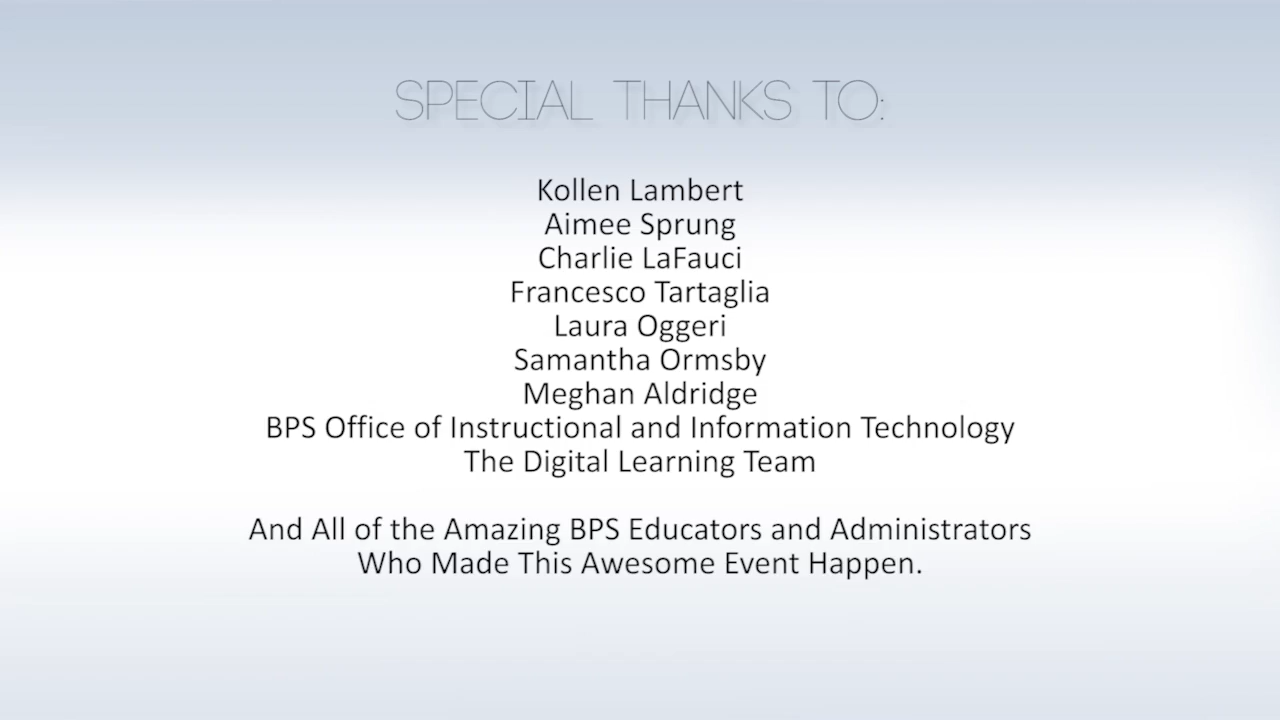 SPECIAL THANKS TO:
Kollen Lambert
Aimee Sprung
Charlie LaFauci
Francesco Tartaglia
Laura Oggeri
Samantha Ormsby
Meghan Aldridge
BPS Office of Instructional and Information Technology
The Digital Learning Team
And All of the Amazing BPS Educators and Administrators
Who Made This Awesome Event Happen.